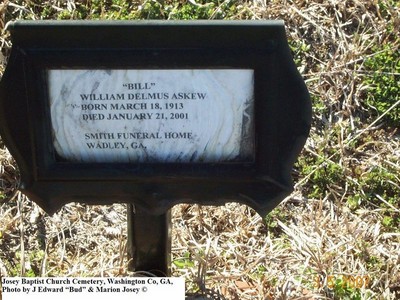 "BILL"
WILLIAM DELMUS ASKEW
BORN MARCH 18, 1913
DIED JANUARY 21, 2001
SMITH FUNERAL HOME
WADLEY, GA.
Josey Baptist Church Cemetery, Washington Co, GA,
Photo by J Edward "Bud" & Marion Josey ©